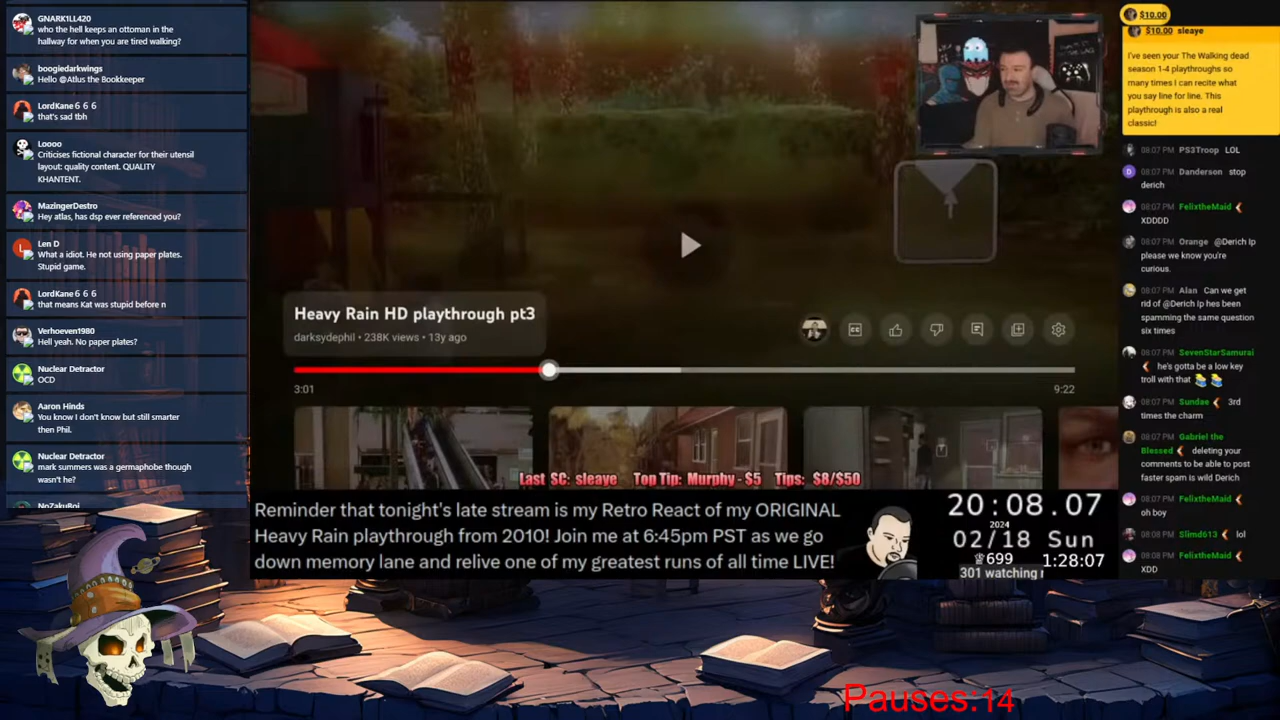 GNARK1LL420
who the hell keeps an ottoman in the
hallway for when you are tired walking?
boogiedarkwings
Hello @Atlus the Bookkeeper
LordKane6 6 6
that's sad tbh
Loooo
Criticises fictional character for their utensil
layout: quality content. QUALITY
KHANTENT.
MazingerDestro
Hey atlas, has dsp ever referenced you?
Len D
What a idiot. He not using paper plates.
Stupid game.
LordKane6 6 6
that means Kat was stupid before n
Verhoeven1980
Hell yeah. No paper plates?
Nuclear Detractor
OCD
Aaron Hinds
You know I don't know but still smarter
then Phil.
Nuclear Detractor
mark summers was a germaphobe though
wasn't he?
NoZakuBoi
Heavy Rain HD playthrough pt3
darksydephil • 238K views • 13y ago
3:01
9:22
Last SC: sleaye Top Tip: Murphy - $5 Tips: $8/$50
Reminder that tonight's late stream is my Retro React of my ORIGINAL
Heavy Rain playthrough from 2010! Join me at 6:45pm PST as we go
down memory lane and relive one of my greatest runs of all time LIVE!
20:08.07
2024
02/18 Sun
699
1:28:07
301 watching
$10.00
$10.00 sleaye
I've seen your The Walking dead
season 1-4 playthroughs so
many times I can recite what
you say line for line. This
playthrough is also a real
classic!
08:07 PM PS3Troop LOL
08:07 PM Danderson stop
derich
08:07 PM FelixtheMaid
XDDDD
08:07 PM Orange @Derich Ip
please we know you're
curious.
08:07 PM Alan Can we get
rid of @Derich Ip hes been
spamming the same question
six times
08:07 PM SevenStarSamurai
he's gotta be a low key
troll with that
08:07 PM Sundae 3rd
times the charm
08:07 PM Gabriel the
Blessed deleting your
comments to be able to post
faster spam is wild Derich
08:07 PM FelixtheMaid
oh boy
08:08 PM Slimd613 lol
08:08 PM FelixtheMaid
XDD
Pauses:14